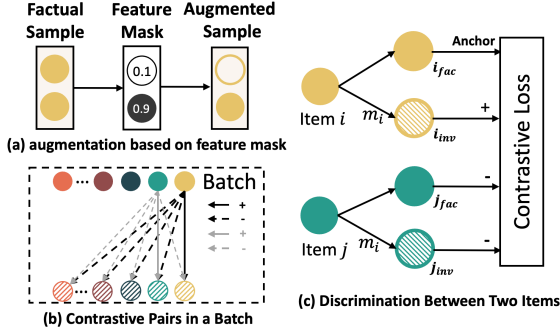 Factual Sample
Feature Mask
Augmented Sample
0.1
0.9
(a) augmentation based on feature mask
...
...
Batch
+
-
+
-
...
(b) Contrastive Pairs in a Batch
Item i
m_i
i_fac
i_inv
Anchor
+
Item j
m_i
j_fac
j_inv
-
-
Contrastive Loss
(c) Discrimination Between Two Items